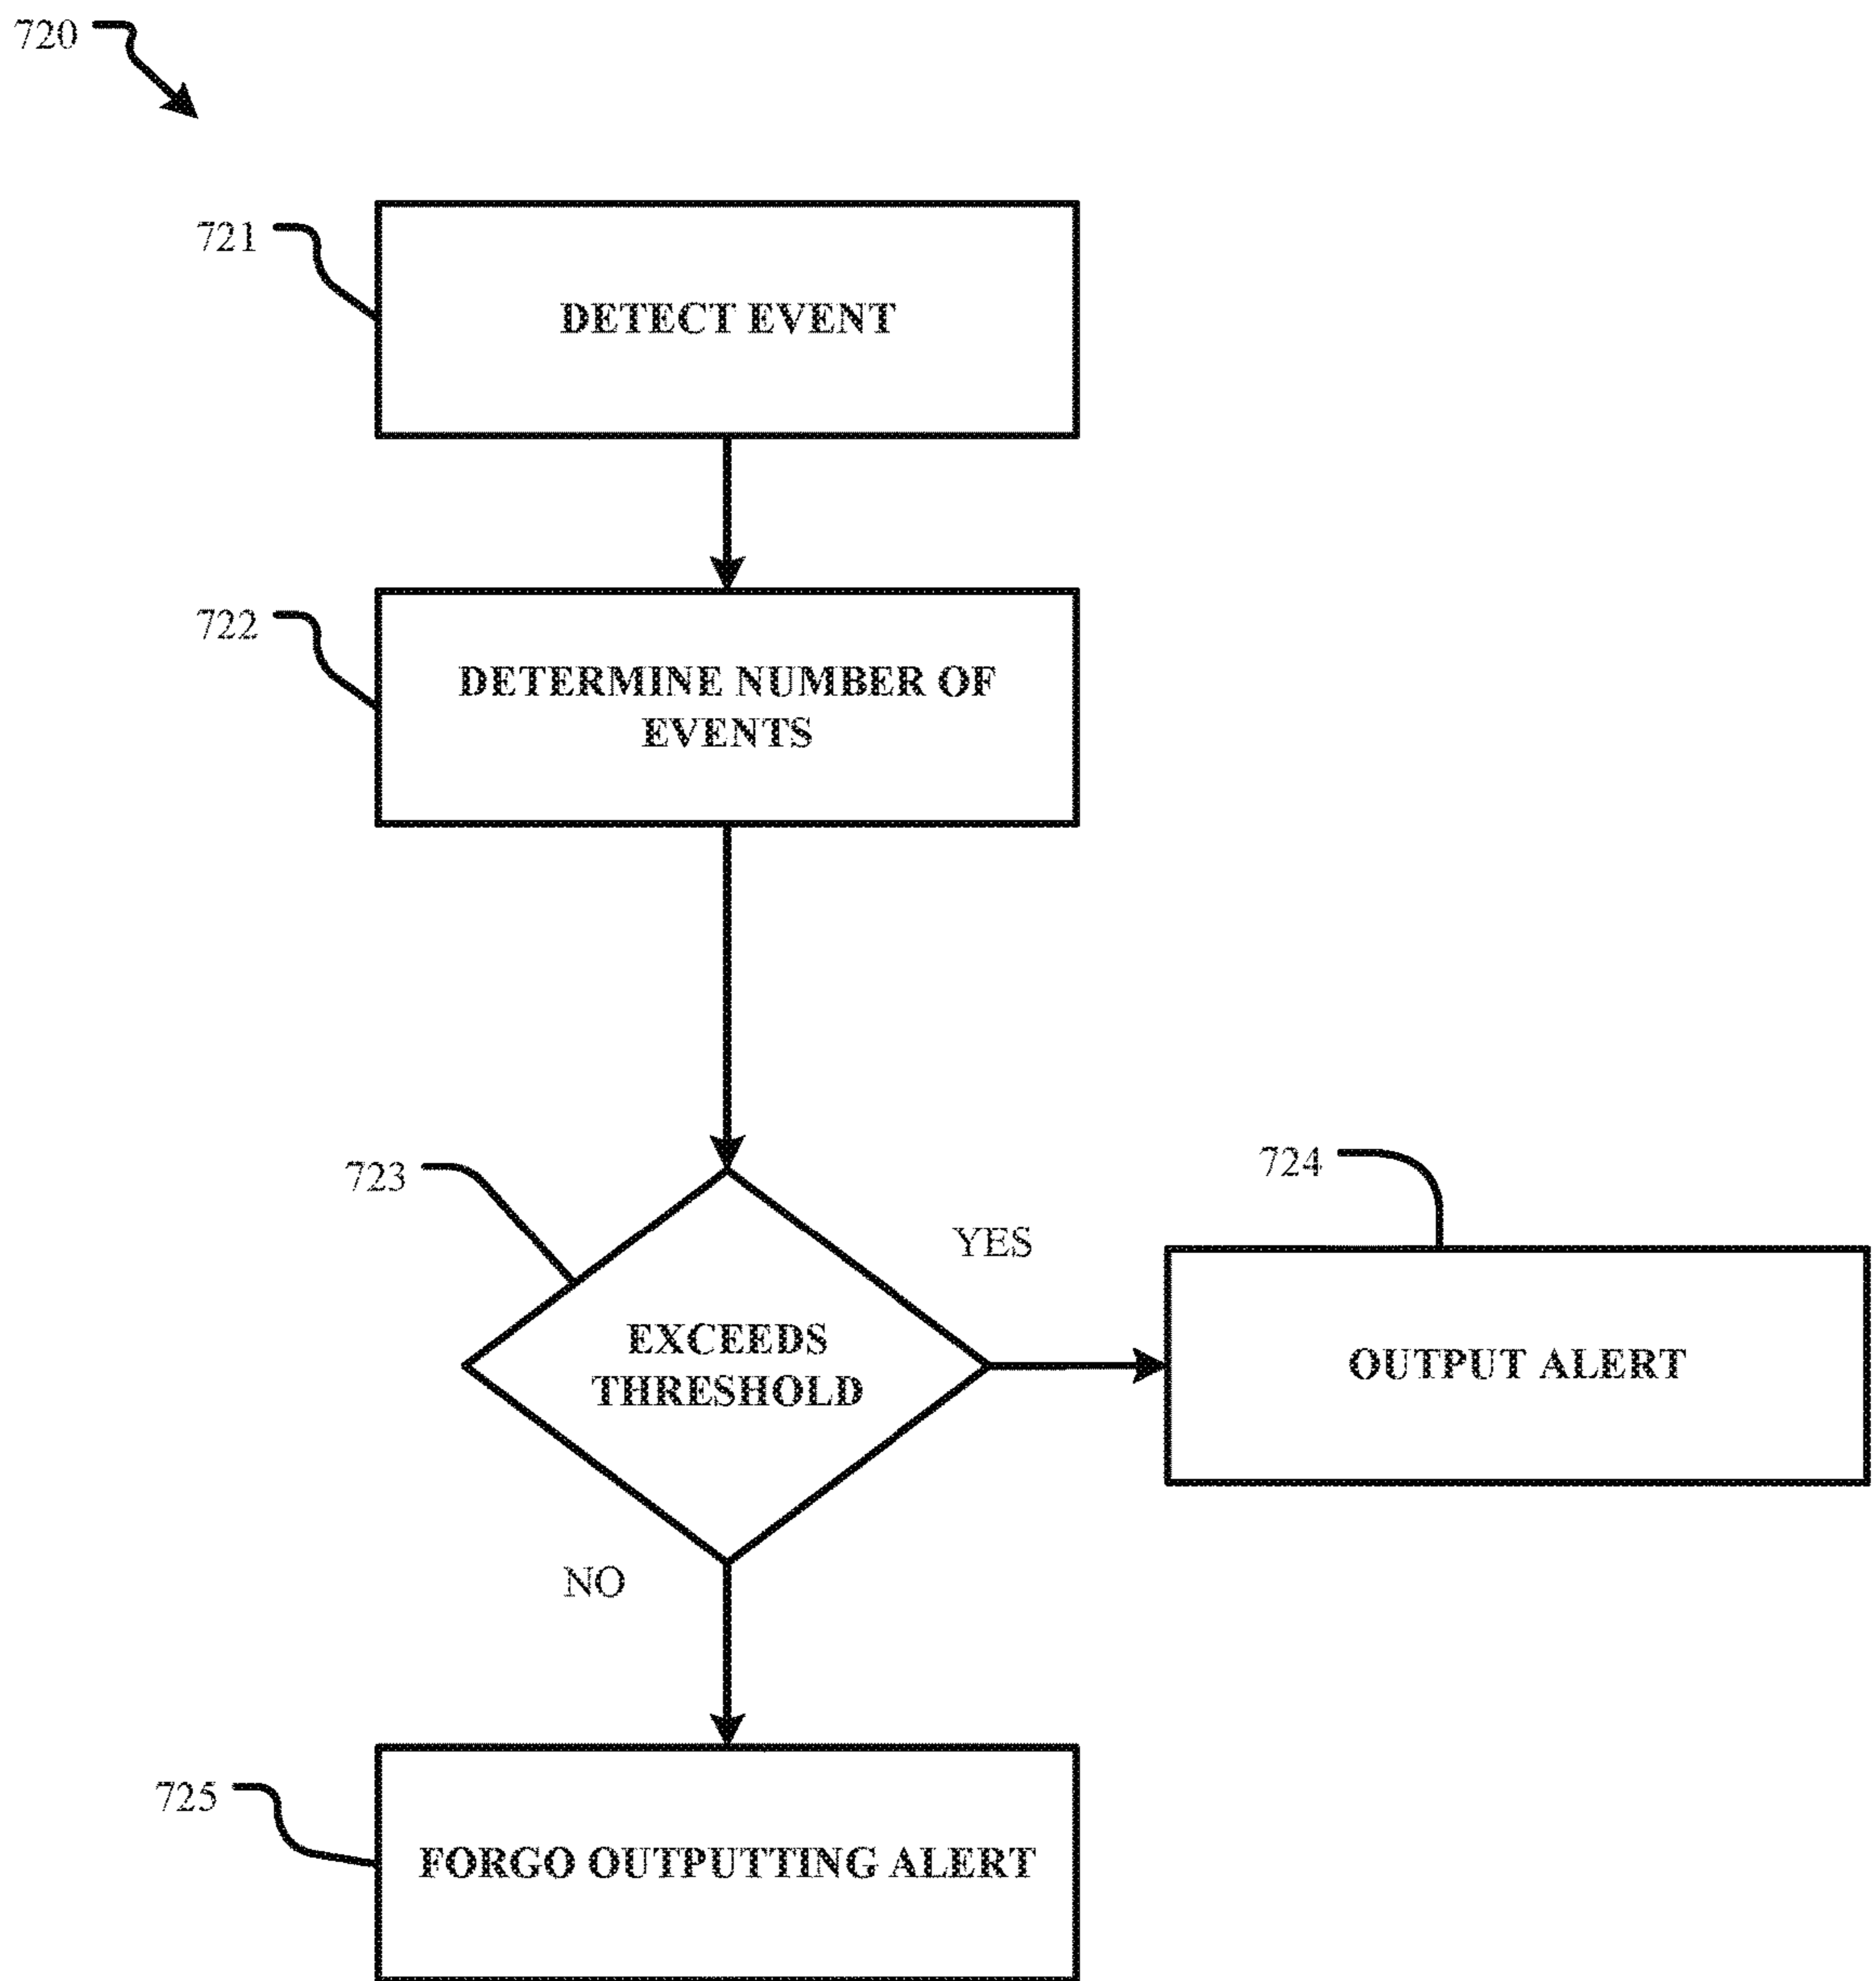 720
721
DETECT EVENT
722
DETERMINE NUMBER OF
EVENTS
723
724
YES
EXCEEDS
THRESHOLD
OUTPUT ALERT
NO
725
FORGO OUTPUTTING ALERT